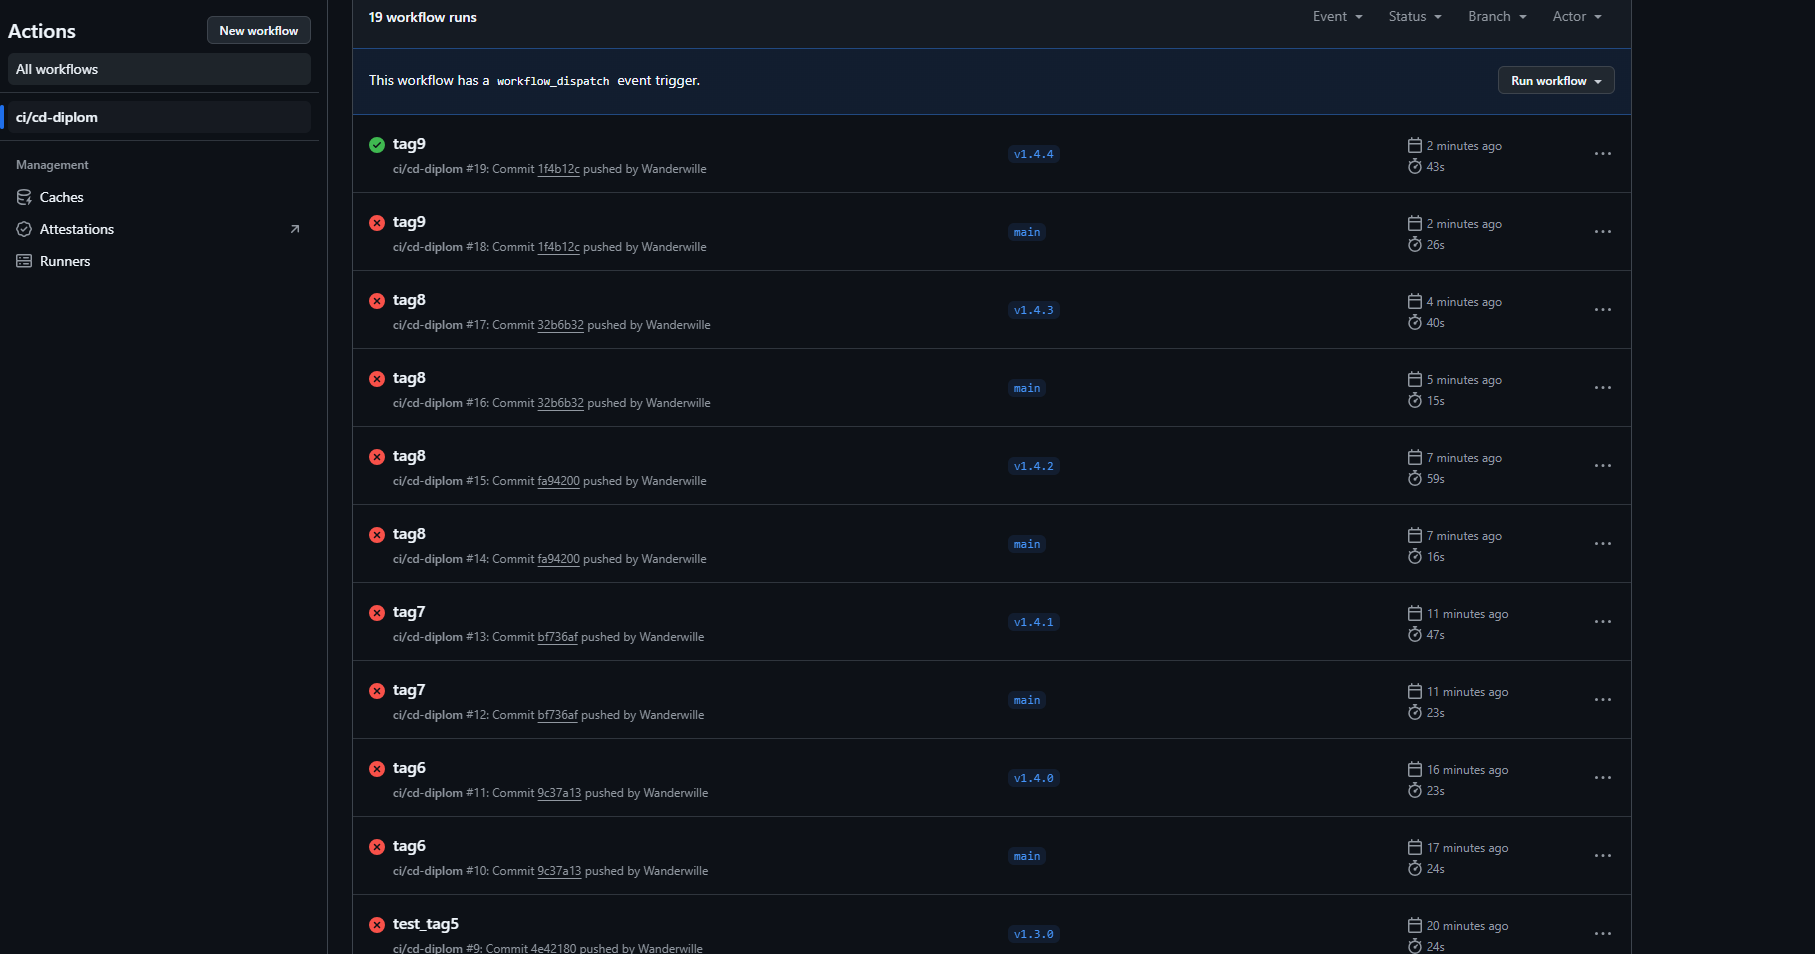 Actions
New workflow
All workflows
ci/cd-diplom
Management
Caches
Attestations
Runners
19 workflow runs
Event
Status
Branch
Actor
This workflow has a workflow_dispatch event trigger.
Run workflow
tag9
ci/cd-diplom #19: Commit 1f4b12c pushed by Wanderwille
v1.4.4
2 minutes ago
43s
tag9
ci/cd-diplom #18: Commit 1f4b12c pushed by Wanderwille
main
2 minutes ago
26s
tag8
ci/cd-diplom #17: Commit 32b6b32 pushed by Wanderwille
v1.4.3
4 minutes ago
40s
tag8
ci/cd-diplom #16: Commit 32b6b32 pushed by Wanderwille
main
5 minutes ago
15s
tag8
ci/cd-diplom #15: Commit fa94200 pushed by Wanderwille
v1.4.2
7 minutes ago
59s
tag8
ci/cd-diplom #14: Commit fa94200 pushed by Wanderwille
main
7 minutes ago
16s
tag7
ci/cd-diplom #13: Commit bf736af pushed by Wanderwille
v1.4.1
11 minutes ago
47s
tag7
ci/cd-diplom #12: Commit bf736af pushed by Wanderwille
main
11 minutes ago
23s
tag6
ci/cd-diplom #11: Commit 9c37a13 pushed by Wanderwille
v1.4.0
16 minutes ago
23s
tag6
ci/cd-diplom #10: Commit 9c37a13 pushed by Wanderwille
main
17 minutes ago
24s
test_tag5
ci/cd-diplom #9: Commit 4e42180 pushed by Wanderwille
v1.3.0
20 minutes ago
24s